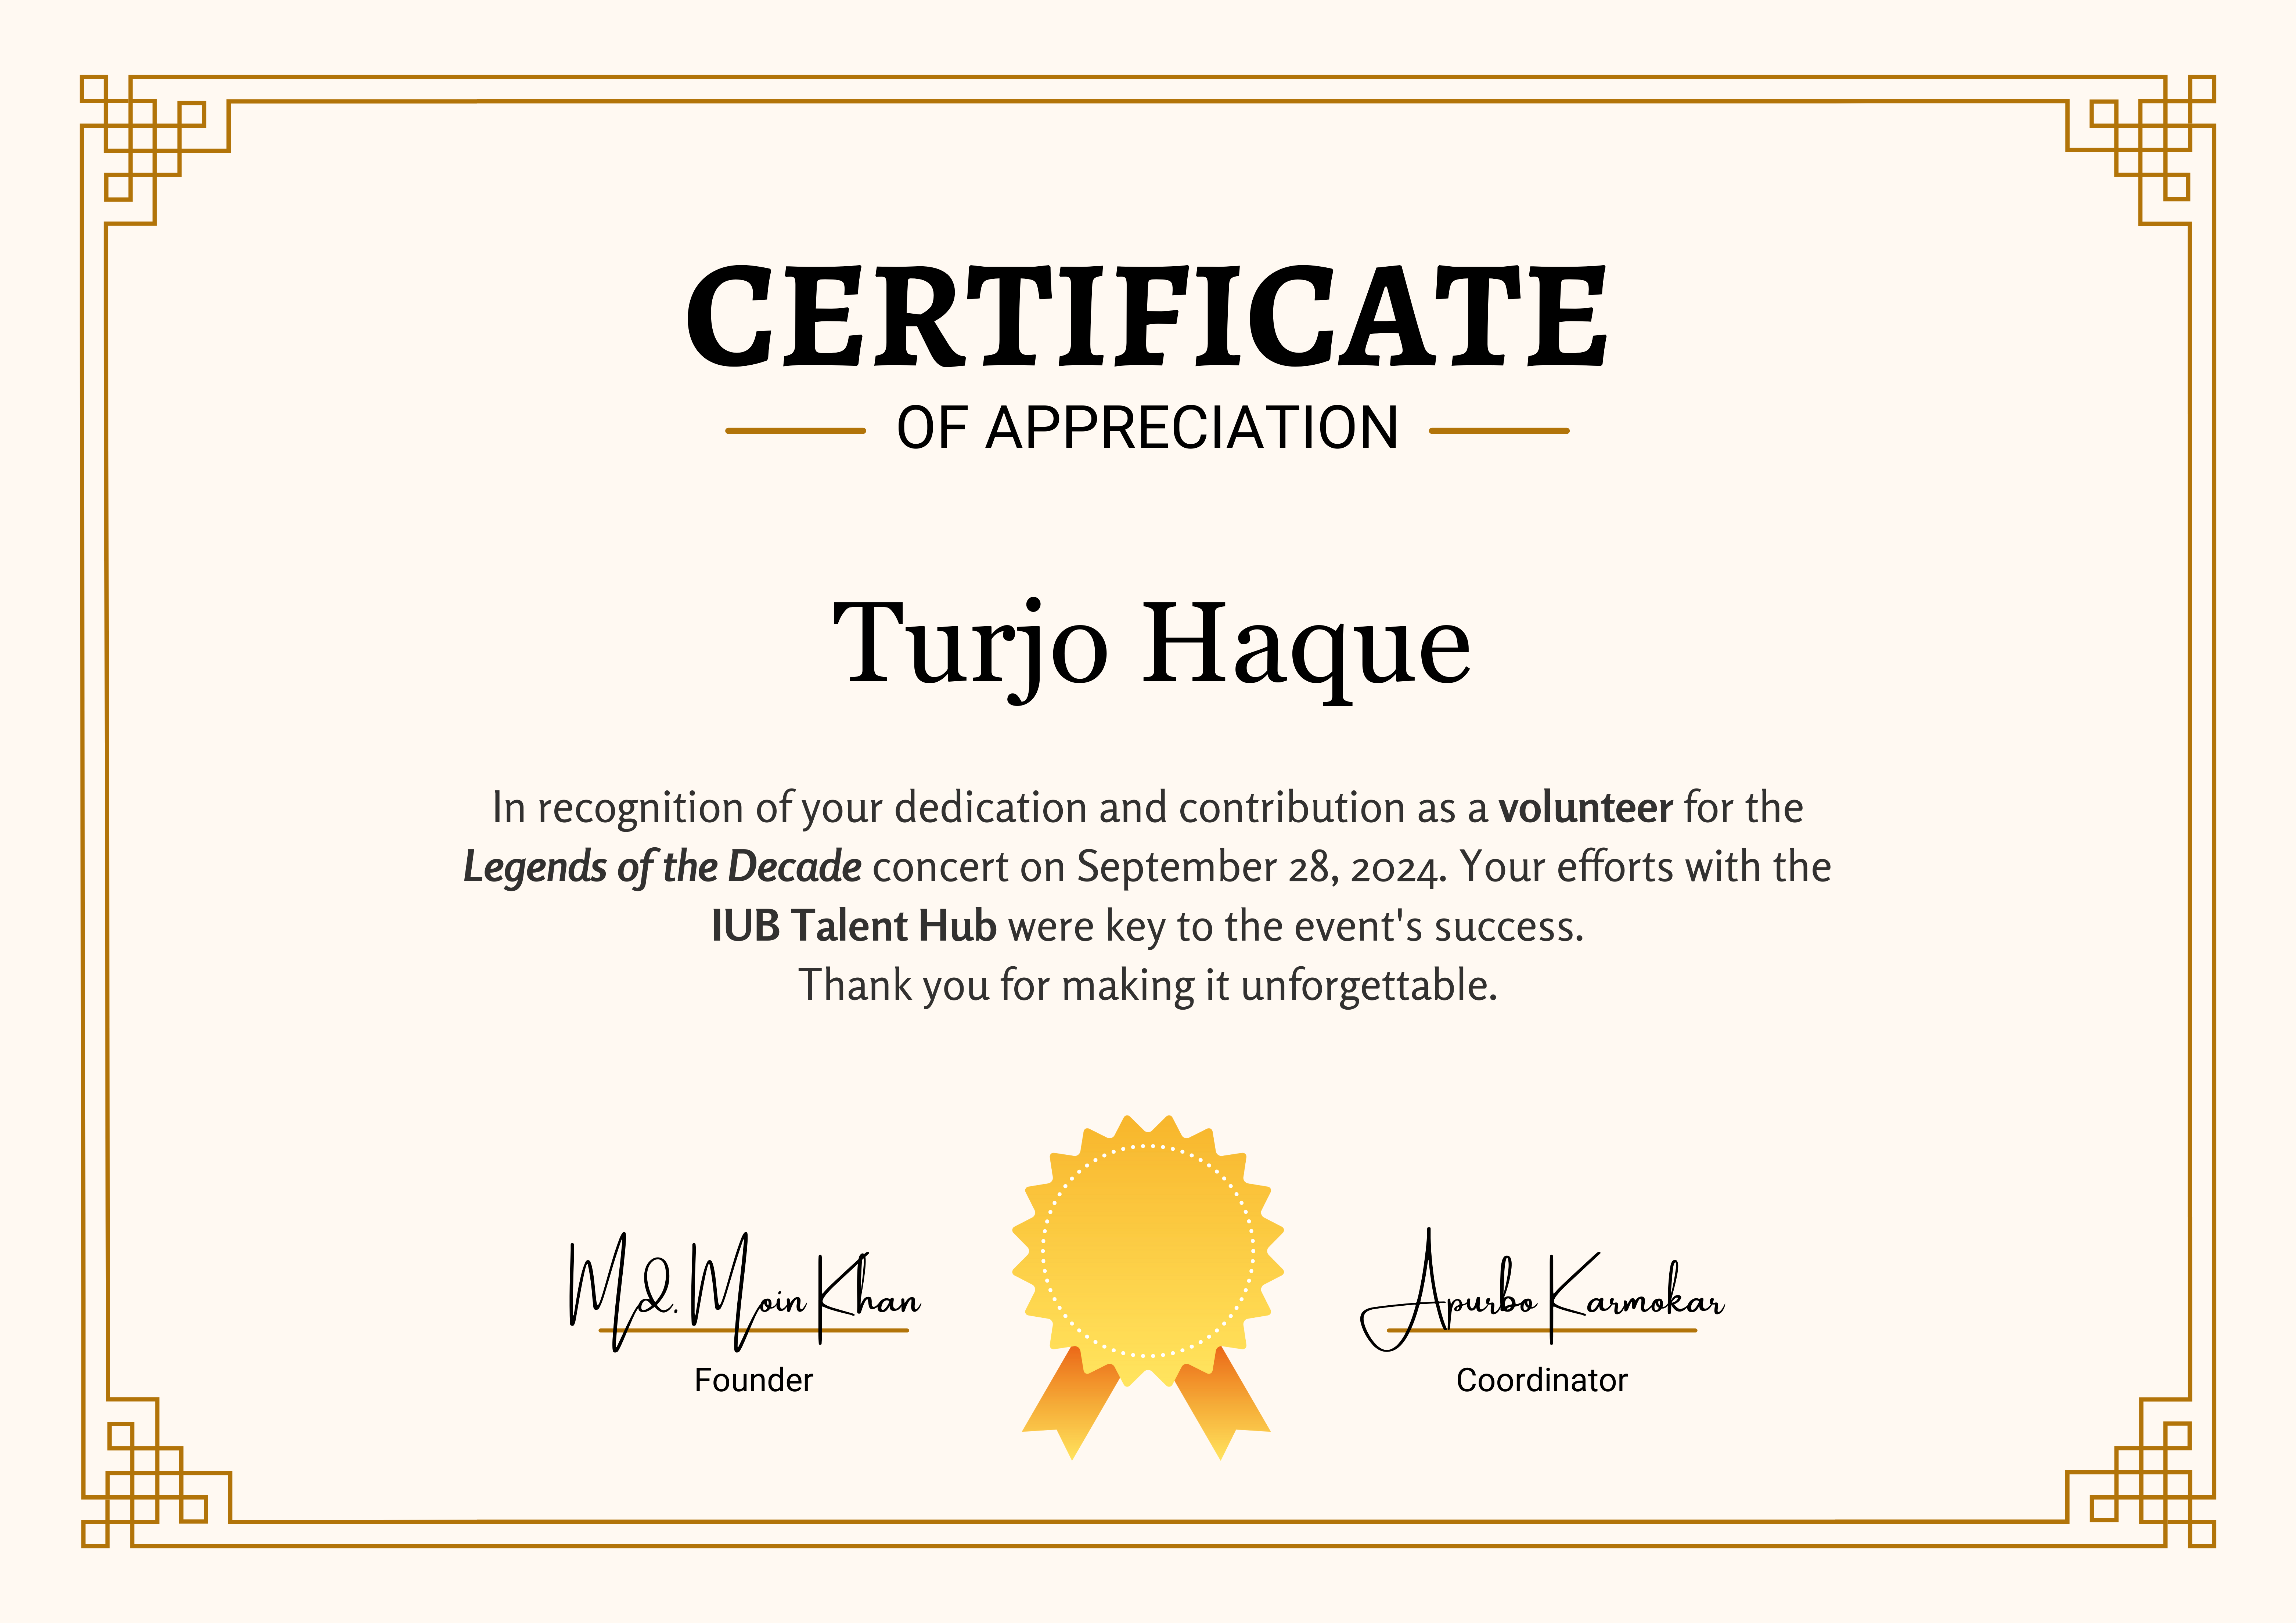 CERTIFICATE
OF APPRECIATION
Turjo Haque
In recognition of your dedication and contribution as a volunteer for the
Legends of the Decade concert on September 28, 2024. Your efforts with the
IUB Talent Hub were key to the event's success.
Thank you for making it unforgettable.
Md. Moin Khan
Founder
Apurbo Karmokar
Coordinator